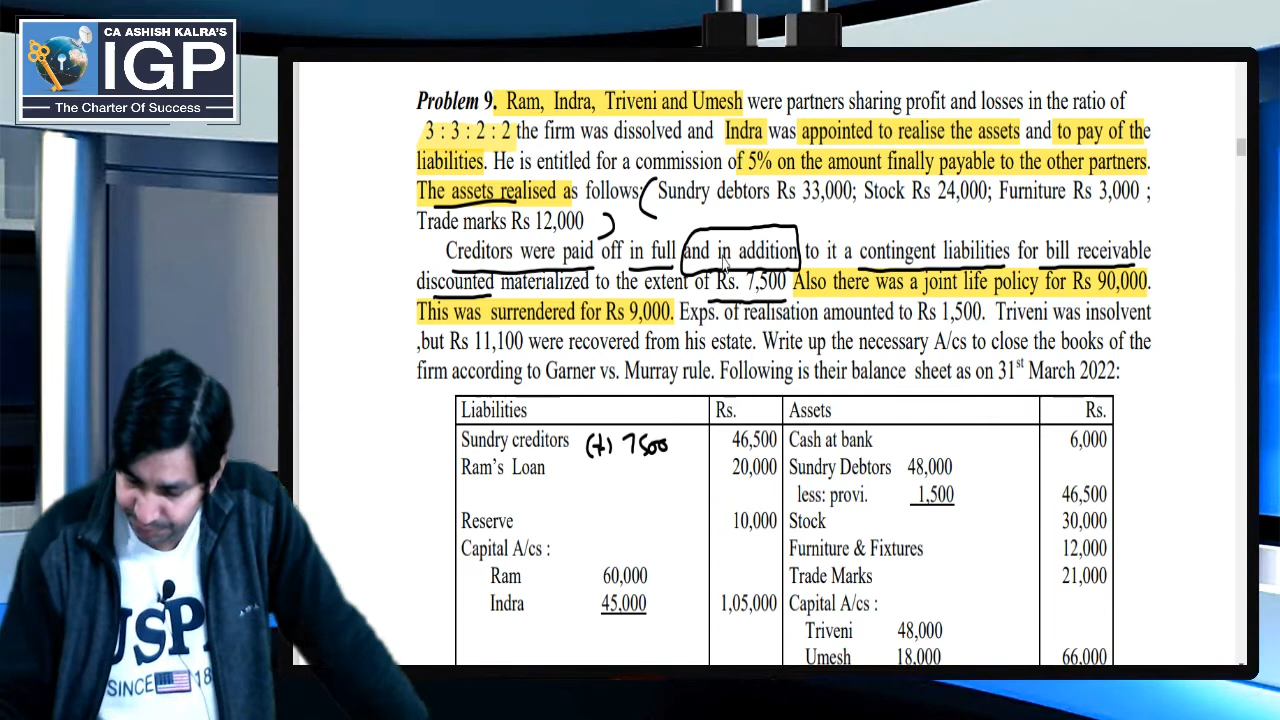 CA ASHISH KALRA'S
IGP
The Charter Of Success
Problem 9. Ram, Indra, Triveni and Umesh were partners sharing profit and losses in the ratio of
3 : 3 : 2 : 2 the firm was dissolved and Indra was appointed to realise the assets and to pay of the
liabilities. He is entitled for a commission of 5% on the amount finally payable to the other partners.
The assets realised as follows: Sundry debtors Rs 33,000; Stock Rs 24,000; Furniture Rs 3,000 ;
Trade marks Rs 12,000
Creditors were paid off in full and in addition to it a contingent liabilities for bill receivable
discounted materialized to the extent of Rs. 7,500 Also there was a joint life policy for Rs 90,000.
This was surrendered for Rs 9,000. Exps. of realisation amounted to Rs 1,500. Triveni was insolvent
,but Rs 11,100 were recovered from his estate. Write up the necessary A/cs to close the books of the
firm according to Garner vs. Murray rule. Following is their balance sheet as on 31st March 2022:
Liabilities Rs. Assets Rs.
Sundry creditors (+) 7500 46,500 Cash at bank 6,000
Ram's Loan 20,000 Sundry Debtors 48,000
less: provi. 1,500 46,500
Reserve 10,000 Stock 30,000
Capital A/cs : Furniture & Fixtures 12,000
Ram 60,000 Trade Marks 21,000
Indra 45,000 1,05,000 Capital A/cs :
Triveni 48,000
Umesh 18,000 66,000
USP
SINCE 18